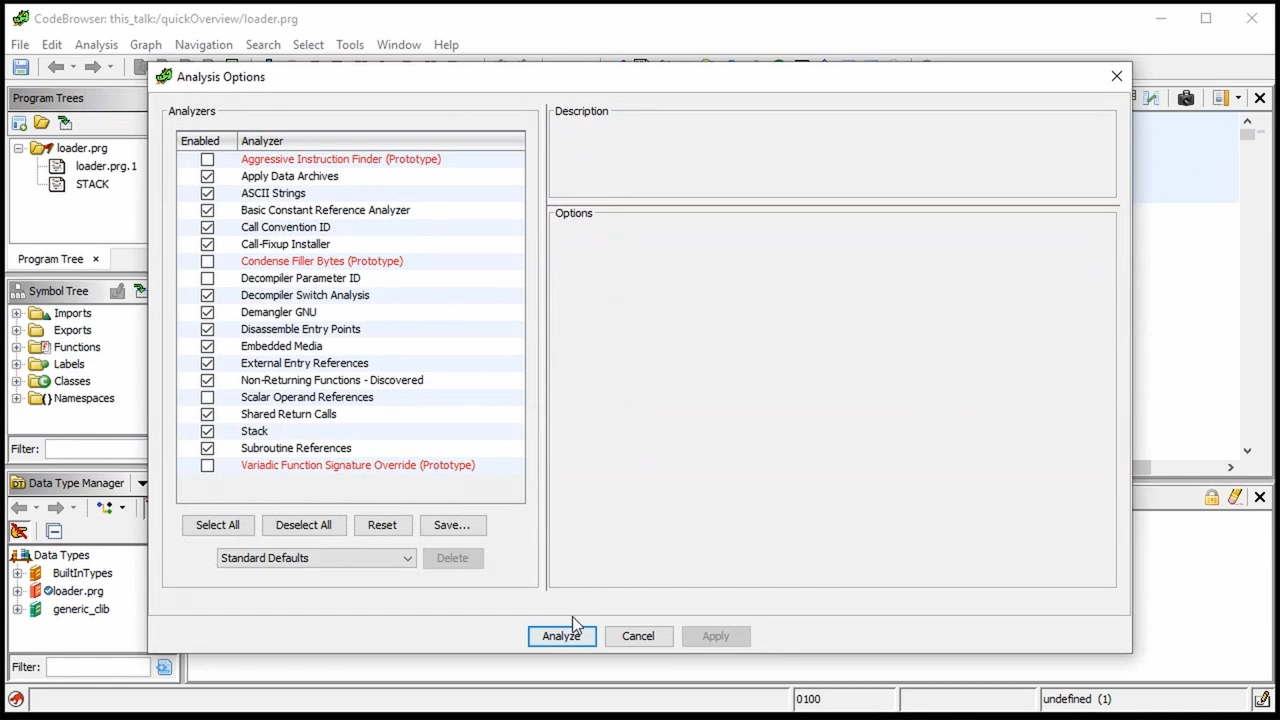 CodeBrowser: this_talk:/quickOverview/loader.prg
File Edit Analysis Graph Navigation Search Select Tools Window Help
Program Trees
loader.prg
loader.prg.1
STACK
Program Tree ×
Symbol Tree
Imports
Exports
Functions
Labels
Classes
Namespaces
Filter:
Data Type Manager
Data Types
BuiltInTypes
loader.prg
generic_clib
Filter:
Analysis Options
Analyzers
Enabled Analyzer
Aggressive Instruction Finder (Prototype)
Apply Data Archives
ASCII Strings
Basic Constant Reference Analyzer
Call Convention ID
Call-Fixup Installer
Condense Filler Bytes (Prototype)
Decompiler Parameter ID
Decompiler Switch Analysis
Demangler GNU
Disassemble Entry Points
Embedded Media
External Entry References
Non-Returning Functions - Discovered
Scalar Operand References
Shared Return Calls
Stack
Subroutine References
Variadic Function Signature Override (Prototype)
Select All Deselect All Reset Save...
Standard Defaults Delete
Description
Options
Analyze Cancel Apply
0100 undefined (1)